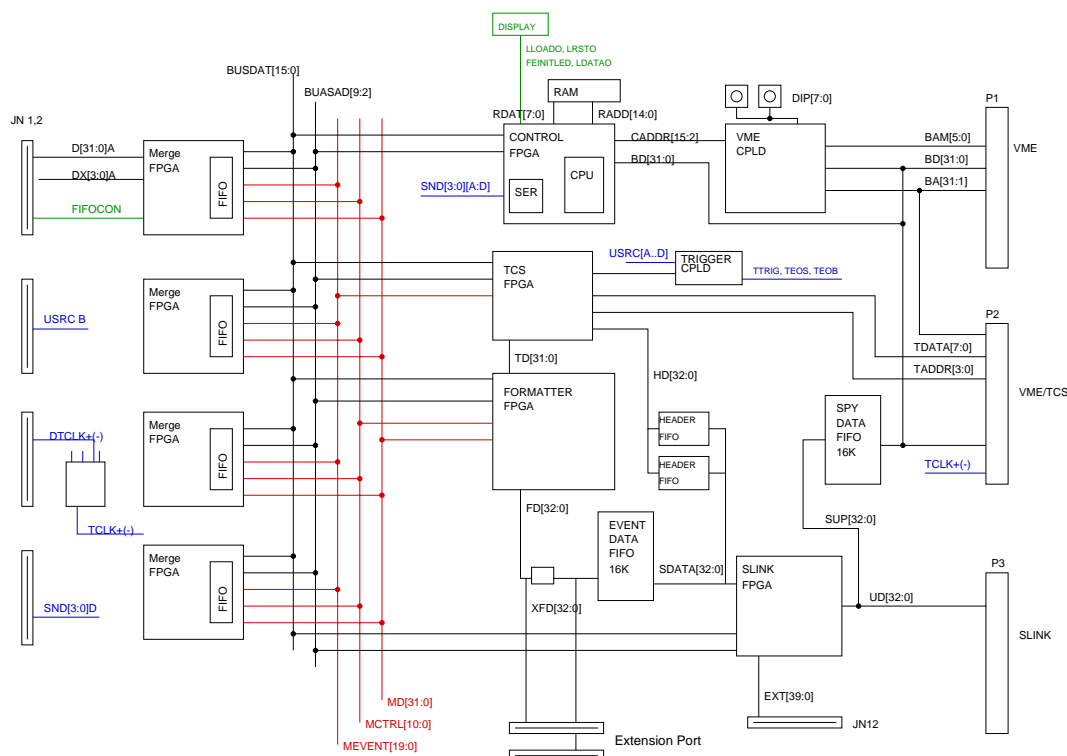 DISPLAY
LLOADO, LRSTO
FEINITLED, LDATAO
BUSDAT[15:0]
BUASAD[9:2]
RAM
RDAT[7:0]
RADD[14:0]
DIP[7:0]
P1
JN 1,2
D[31:0]A
DX[3:0]A
FIFOCON
Merge
FPGA
FIFO
CONTROL
FPGA
SER
CPU
SND[3:0][A:D]
CADDR[15:2]
BD[31:0]
VME
CPLD
BAM[5:0]
BD[31:0]
BA[31:1]
VME
USRC B
Merge
FPGA
FIFO
TCS
FPGA
USRC[A..D]
TRIGGER
CPLD
TTRIG, TEOS, TEOB
P2
TD[31:0]
HD[32:0]
TDATA[7:0]
TADDR[3:0]
VME/TCS
FORMATTER
FPGA
HEADER
FIFO
HEADER
FIFO
SPY
DATA
FIFO
16K
TCLK+(-)
DTCLK+(-)
TCLK+(-)
Merge
FPGA
FIFO
FD[32:0]
EVENT
DATA
FIFO
16K
SUP[32:0]
SDATA[32:0]
XFD[32:0]
SLINK
FPGA
UD[32:0]
P3
SLINK
Merge
FPGA
FIFO
SND[3:0]D
MD[31:0]
MCTRL[10:0]
MEVENT[19:0]
EXT[39:0]
JN12
Extension Port